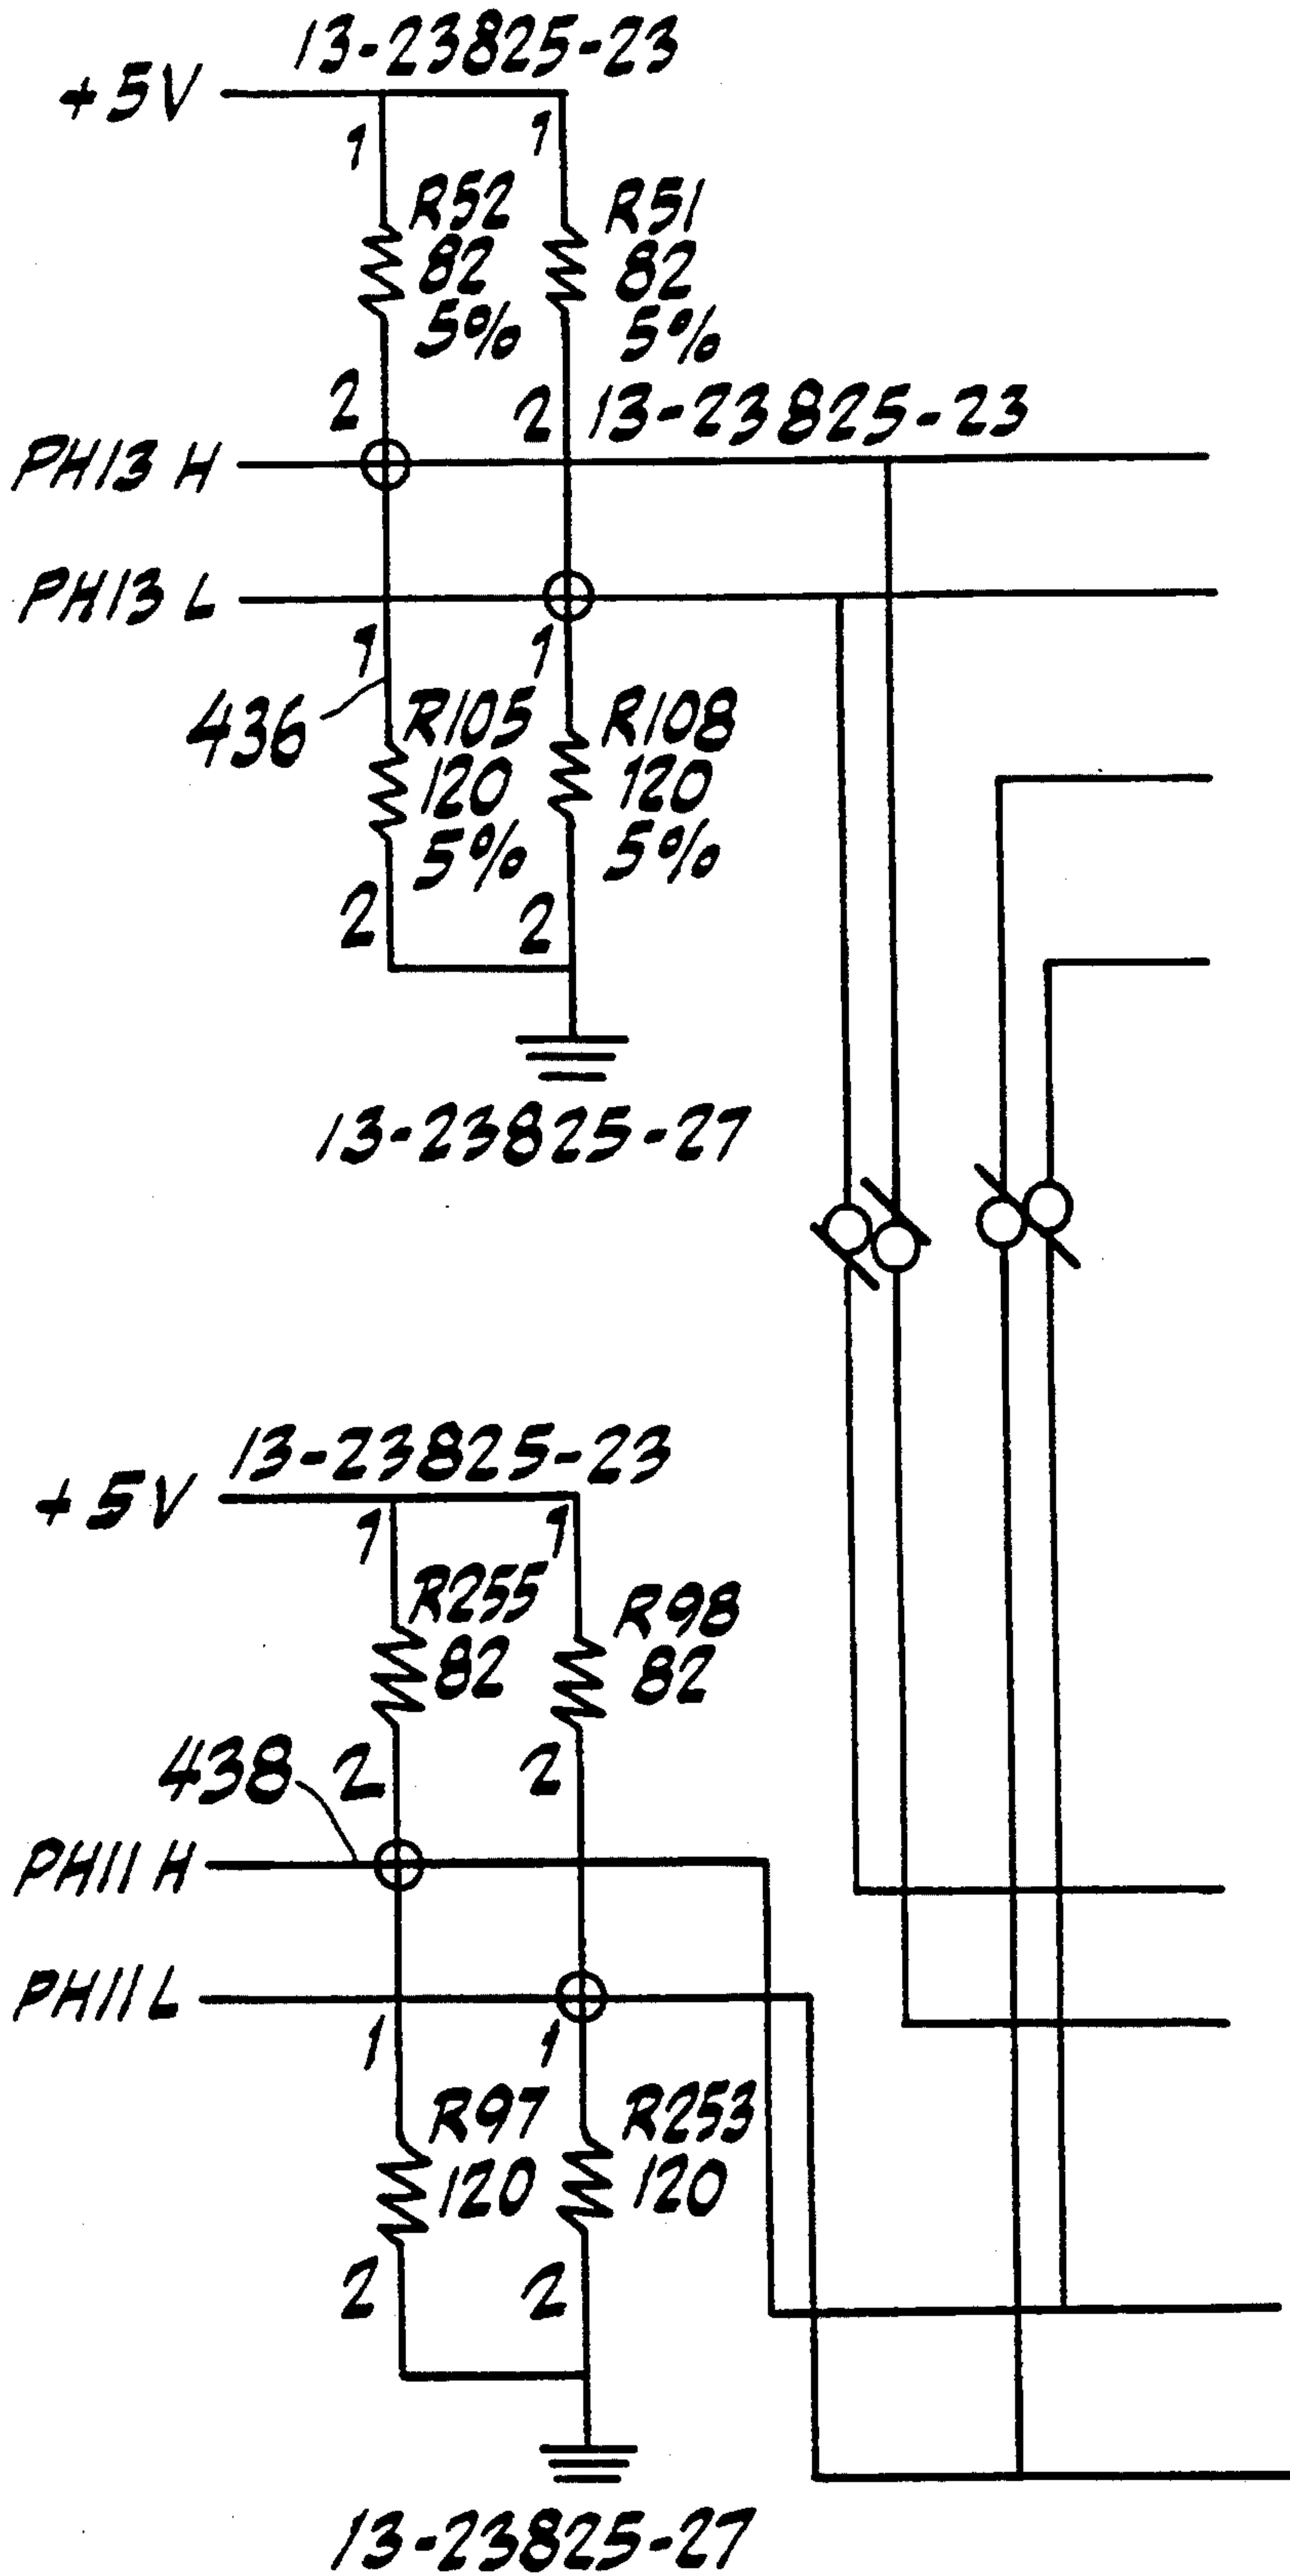 13-23825-23
+5V
1 1
R52 R51
82 82
5% 5%
2 2 13-23825-23
PH13 H
PH13 L
1 1
436 R105 R108
120 120
5% 5%
2 2
13-23825-27
13-23825-23
+5V
1 1
R255 R98
82 82
438 2 2
PH11 H
PH11 L
1 1
R97 R253
120 120
2 2
13-23825-27